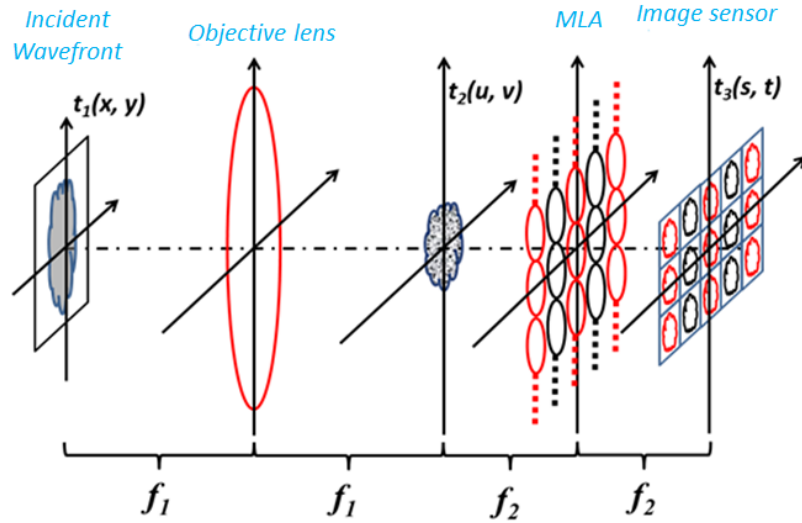 Incident
Wavefront
Objective lens
MLA
Image sensor
t₁(x, y)
t₂(u, v)
t₃(s, t)
f₁
f₁
f₂
f₂